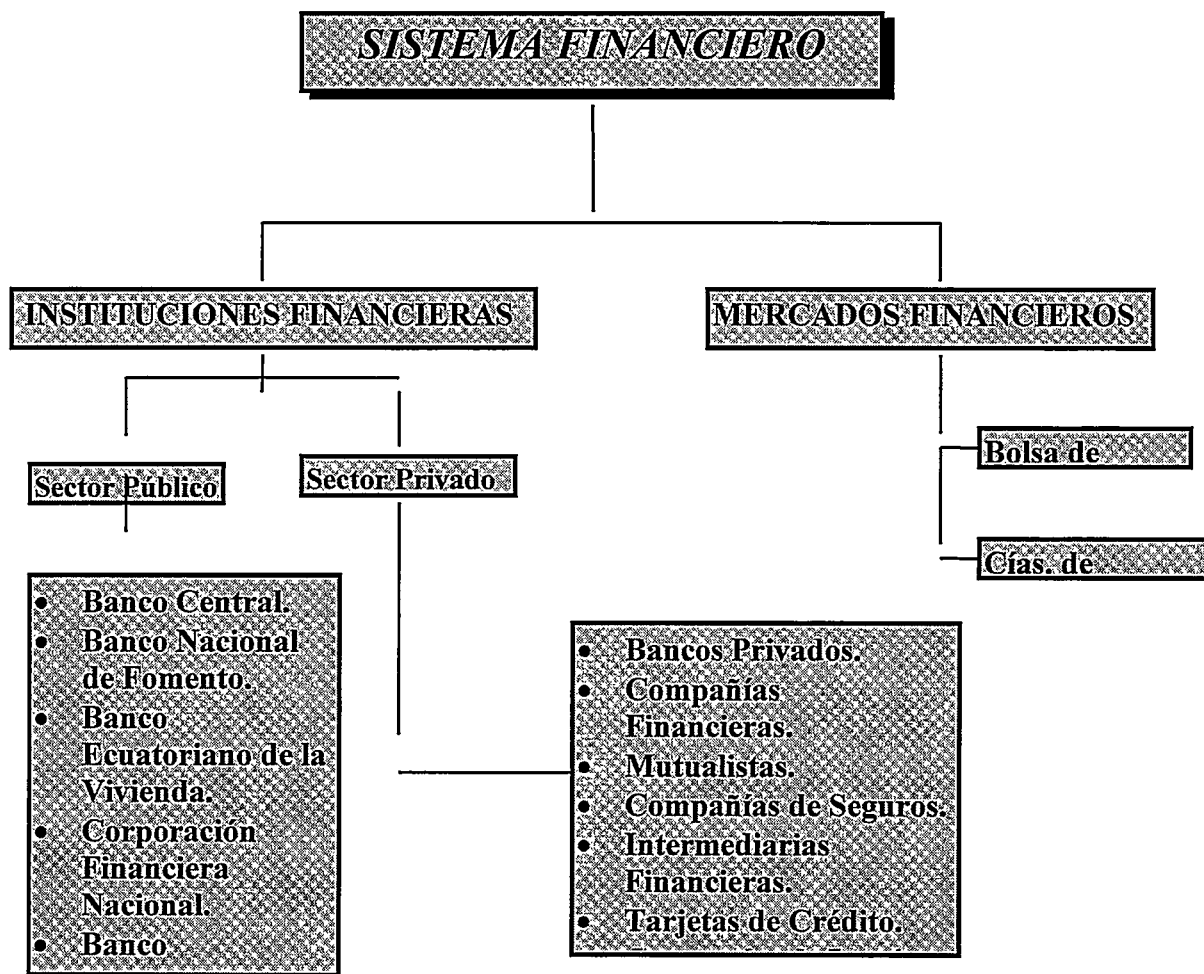 SISTEMA FINANCIERO
INSTITUCIONES FINANCIERAS
MERCADOS FINANCIEROS
Sector Público
Sector Privado
Bolsa de
Cías. de
• Banco Central.
• Banco Nacional
de Fomento.
• Banco
Ecuatoriano de la
Vivienda.
• Corporación
Financiera
Nacional.
• Banco
• Bancos Privados.
• Compañías
Financieras.
• Mutualistas.
• Compañías de Seguros.
• Intermediarias
Financieras.
• Tarjetas de Crédito.